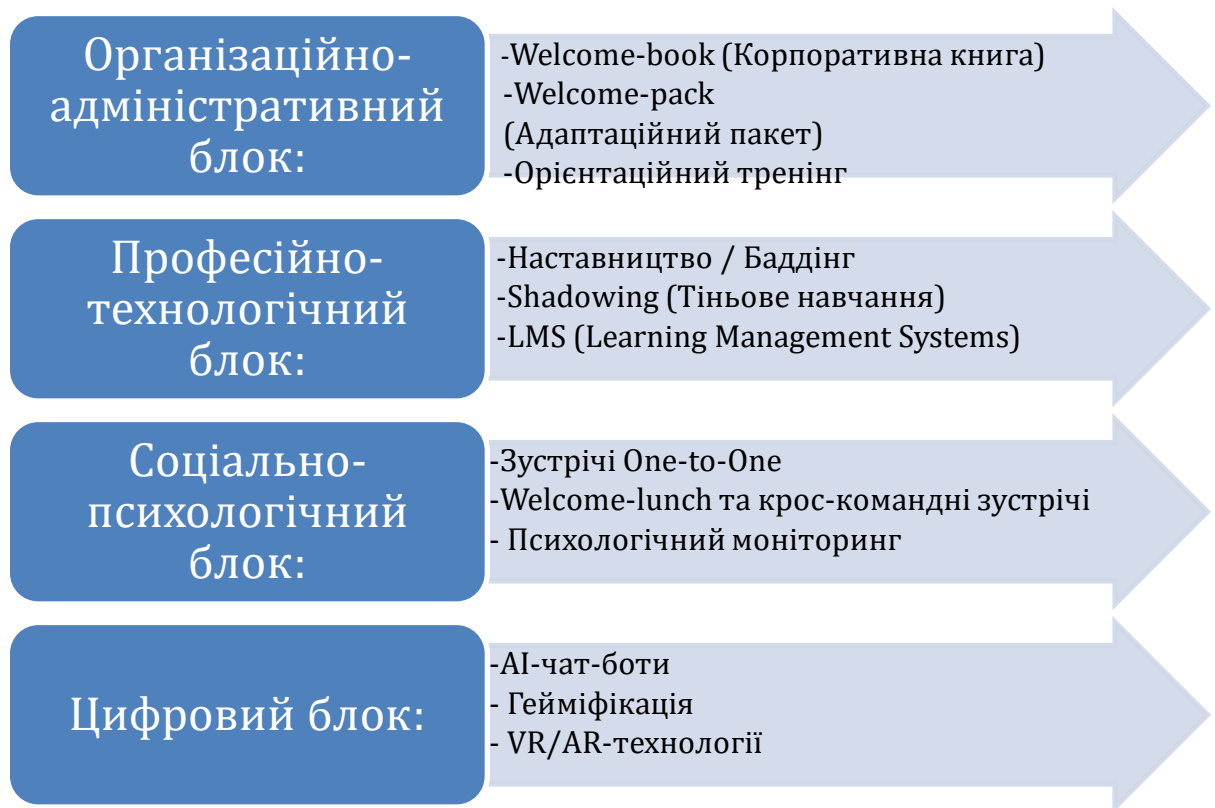 Організаційно-
адміністративний
блок:
-Welcome-book (Корпоративна книга)
-Welcome-pack
(Адаптаційний пакет)
-Орієнтаційний тренінг
Професійно-
технологічний
блок:
-Наставництво / Баддінг
-Shadowing (Тіньове навчання)
-LMS (Learning Management Systems)
Соціально-
психологічний
блок:
-Зустрічі One-to-One
-Welcome-lunch та крос-командні зустрічі
- Психологічний моніторинг
Цифровий блок:
-AI-чат-боти
- Гейміфікація
- VR/AR-технології